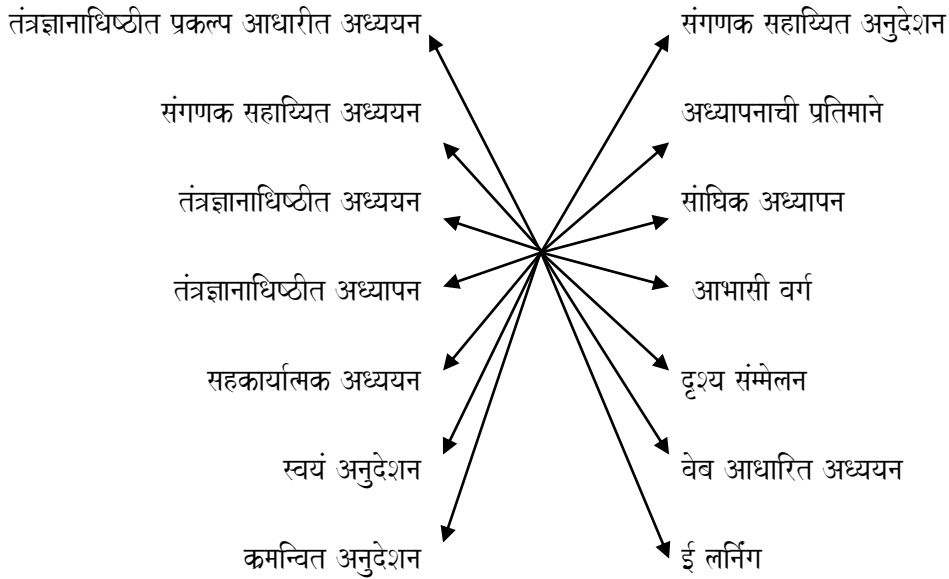 तंत्रज्ञानाधिष्ठीत प्रकल्प आधारीत अध्ययन
संगणक सहाय्यित अनुदेशन
संगणक सहाय्यित अध्ययन
अध्यापनाची प्रतिमाने
तंत्रज्ञानाधिष्ठीत अध्ययन
सांघिक अध्यापन
तंत्रज्ञानाधिष्ठीत अध्यापन
आभासी वर्ग
सहकार्यात्मक अध्ययन
दृश्य संम्मेलन
स्वयं अनुदेशन
वेब आधारित अध्ययन
कमन्वित अनुदेशन
ई लर्निंग